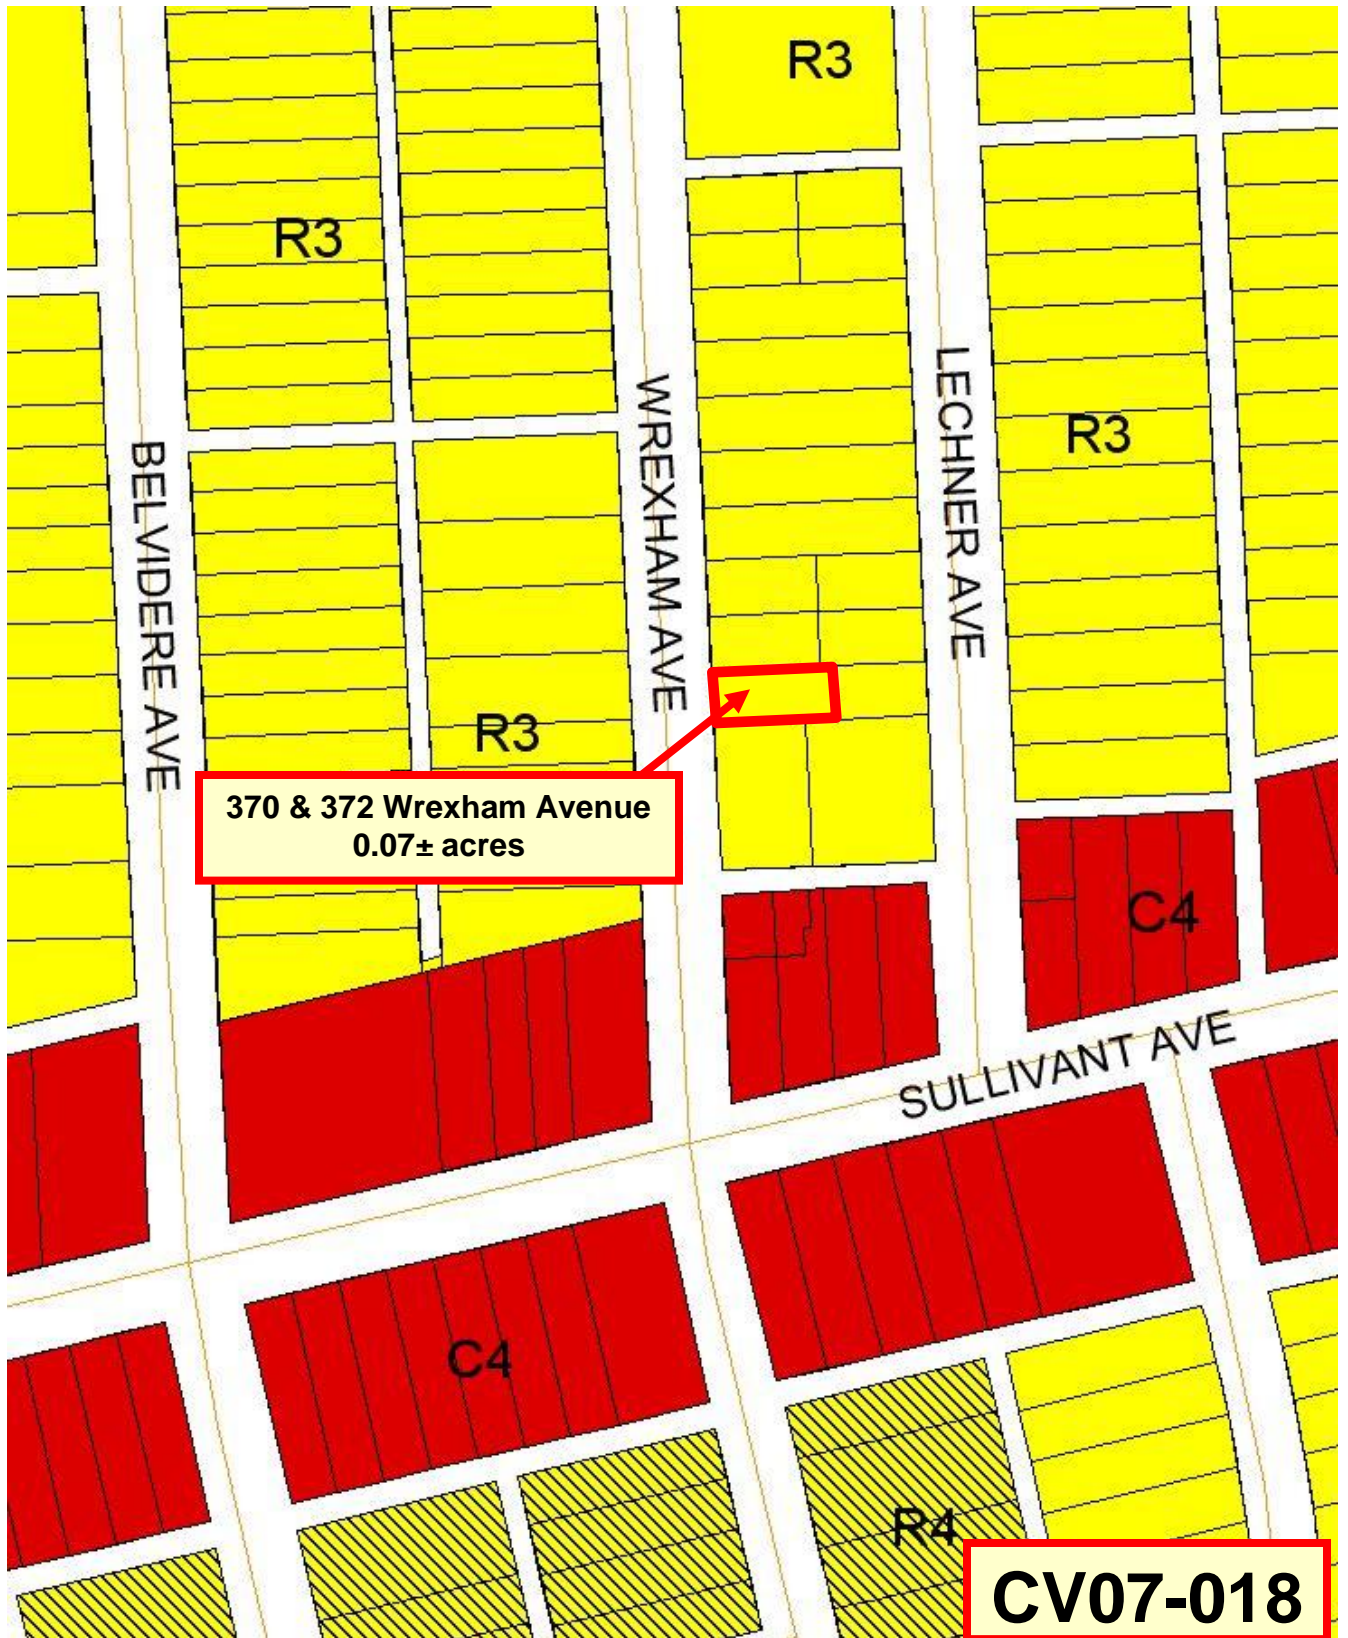 R3
R3
LECHNER AVE
WREXHAM AVE
R3
BELVIDERE AVE
R3
370 & 372 Wrexham Avenue
0.07± acres
C4
SULLIVANT AVE
C4
R4
CV07-018